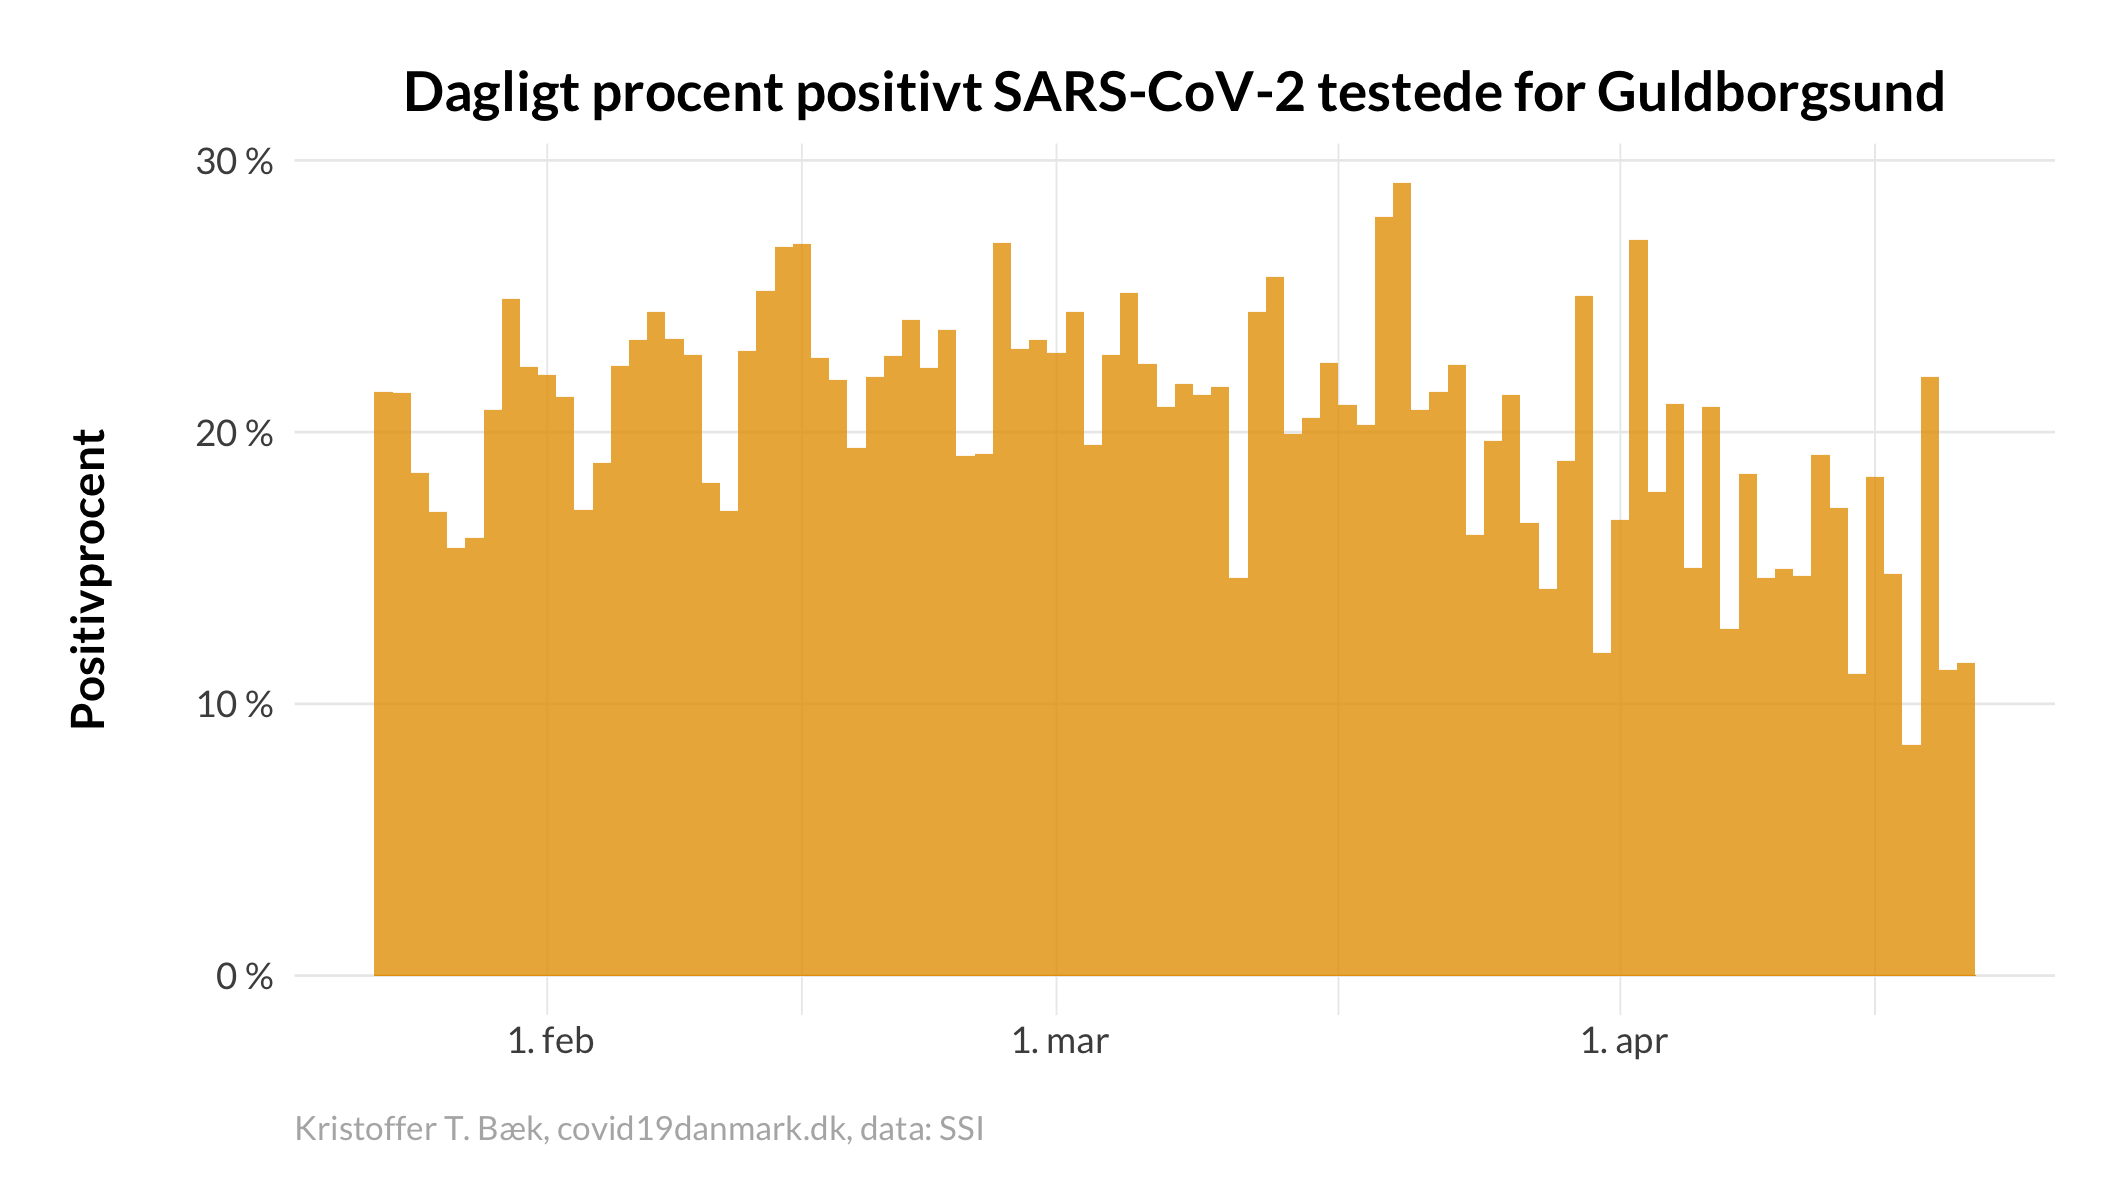 Dagligt procent positivt SARS-CoV-2 testede for Guldborgsund
Positivprocent
30 %
20 %
10 %
0 %
1. feb
1. mar
1. apr
Kristoffer T. Bæk, covid19danmark.dk, data: SSI